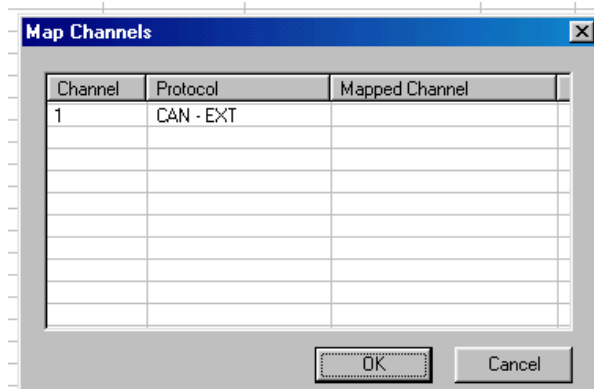 Map Channels
Channel Protocol Mapped Channel
1 CAN - EXT
OK Cancel